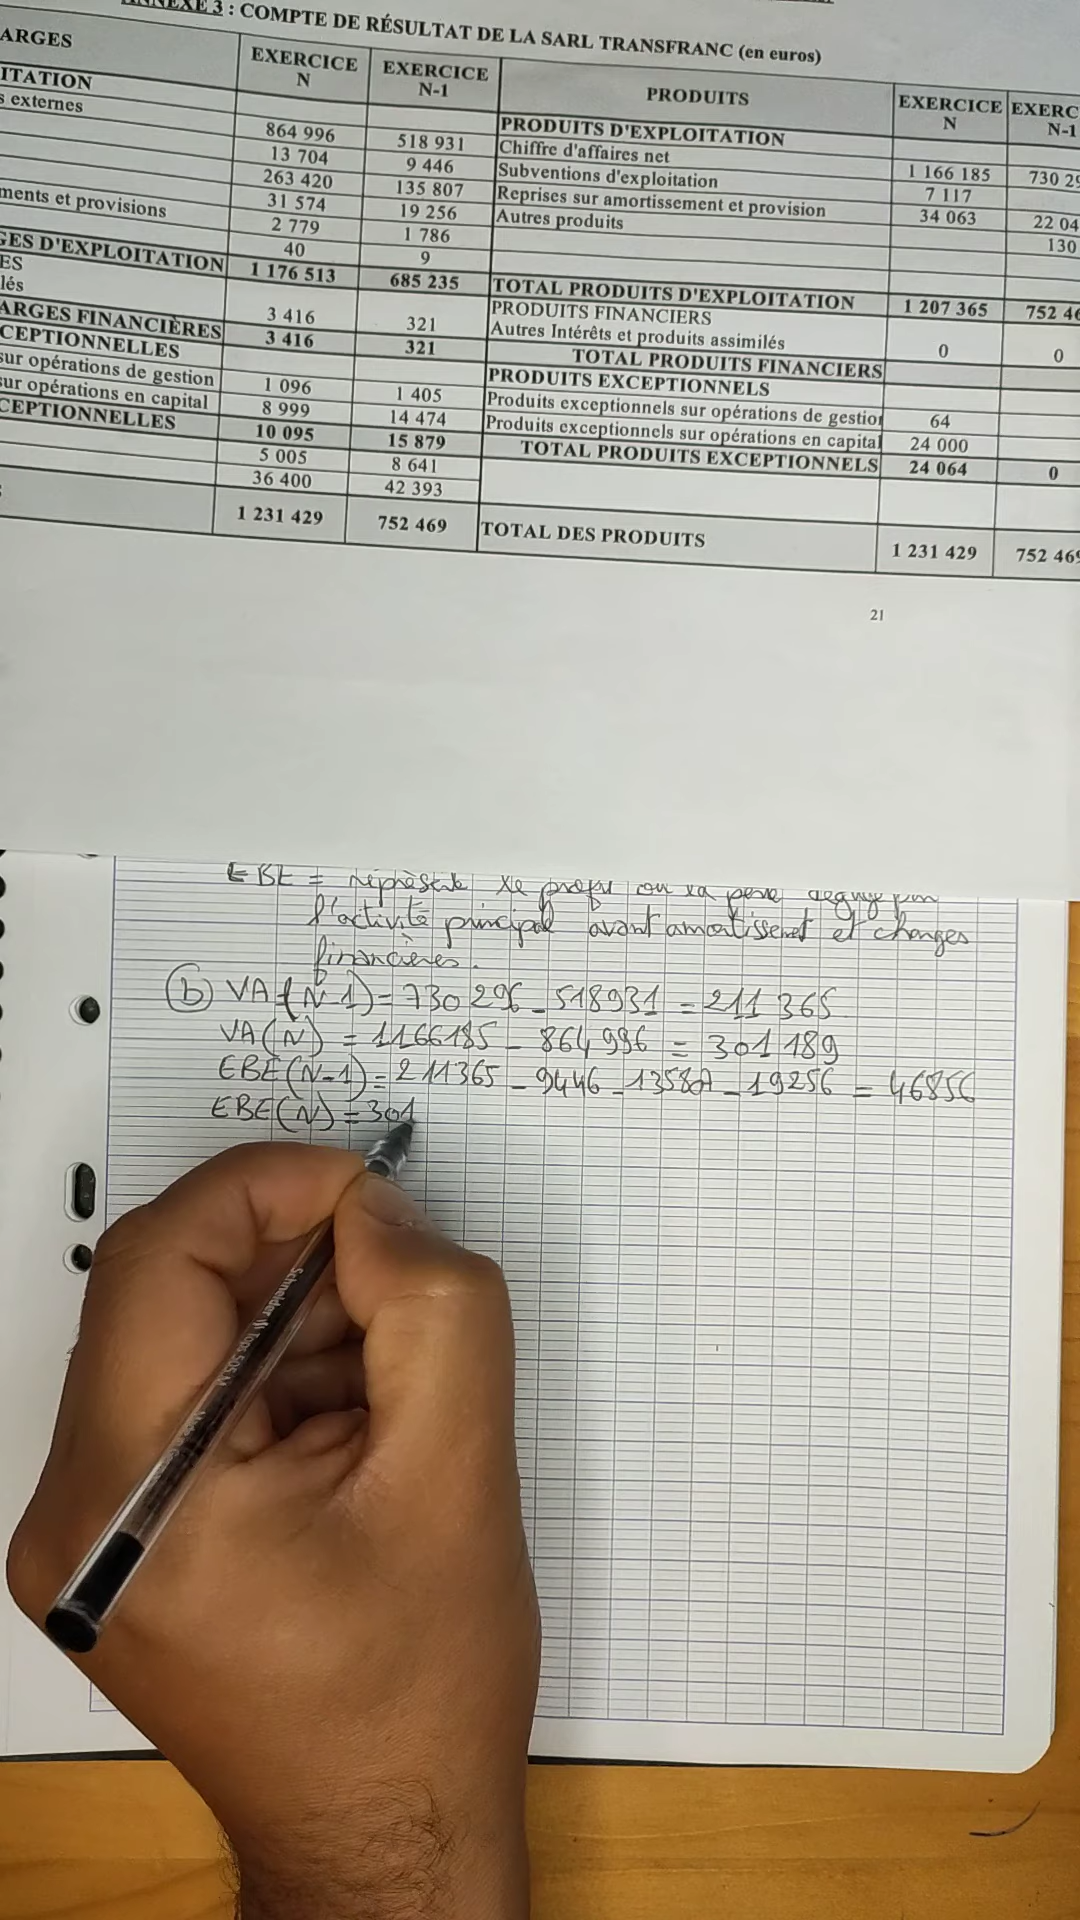 ANNEXE 3 : COMPTE DE RÉSULTAT DE LA SARL TRANSFRANC (en euros)
ARGES EXERCICE N EXERCICE N-1 PRODUITS EXERCICE N EXERC N-1
ITATION PRODUITS D'EXPLOITATION
s externes 864 996 518 931 Chiffre d'affaires net 1 166 185 730 29
13 704 9 446 Subventions d'exploitation 7 117
263 420 135 807 Reprises sur amortissement et provision 34 063 22 04
31 574 19 256 Autres produits 130
ments et provisions 2 779 1 786
40 9
GES D'EXPLOITATION 1 176 513 685 235 TOTAL PRODUITS D'EXPLOITATION 1 207 365 752 46
ES PRODUITS FINANCIERS
lés 3 416 321 Autres Intérêts et produits assimilés 0 0
ARGES FINANCIÈRES 3 416 321 TOTAL PRODUITS FINANCIERS
CEPTIONNELLES PRODUITS EXCEPTIONNELS
sur opérations de gestion 1 096 1 405 Produits exceptionnels sur opérations de gestion 64
sur opérations en capital 8 999 14 474 Produits exceptionnels sur opérations en capital 24 000
CEPTIONNELLES 10 095 15 879 TOTAL PRODUITS EXCEPTIONNELS 24 064 0
5 005 8 641
36 400 42 393
1 231 429 752 469 TOTAL DES PRODUITS 1 231 429 752 469
21
EBE = représente
l'activité principal avant amortissement et charges
financières.
b) VA (N-1) = 730 296 - 518931 = 211 365
VA (N) = 1166185 - 864 996 = 301 189
EBE (N-1) = 211365 - 9446 - 135807 - 19256 = 46856
EBE (N) = 301
Schneider Tops 505 M